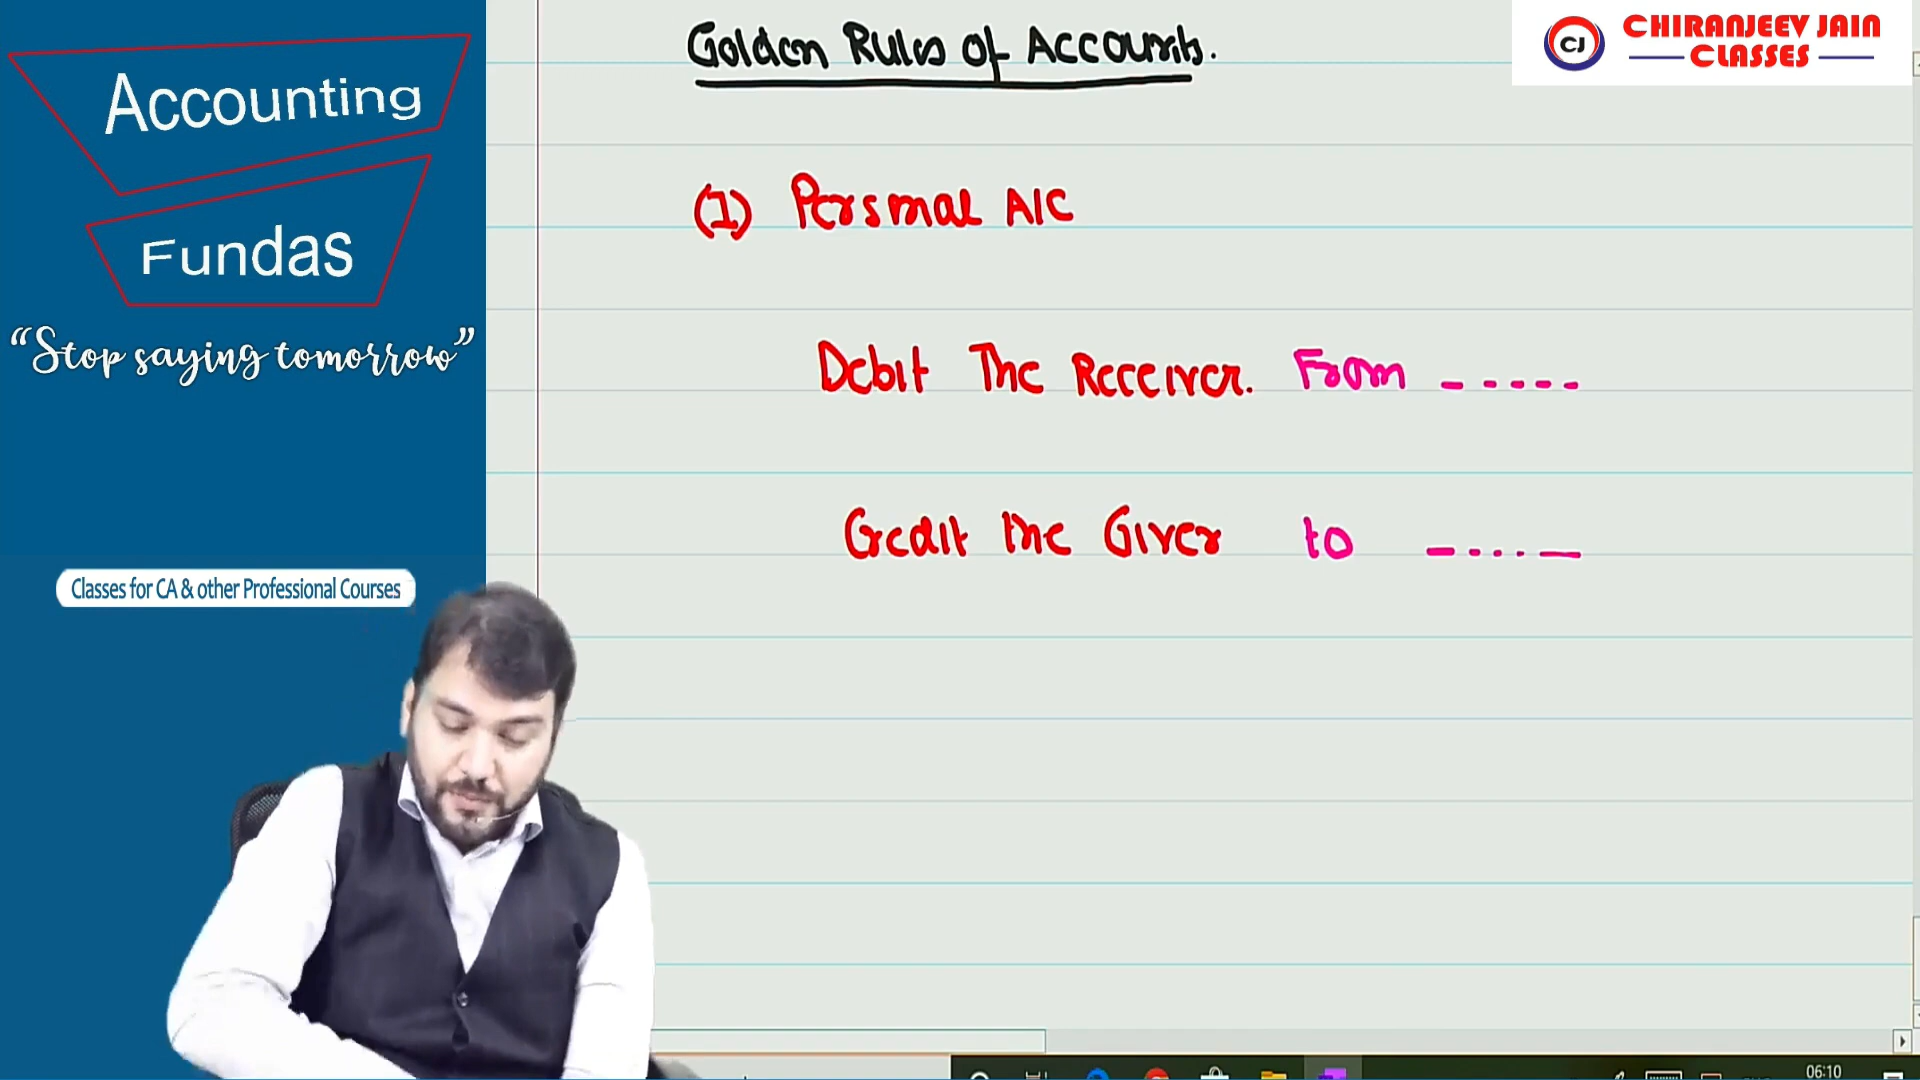 Accounting
Fundas
“Stop saying tomorrow”
Classes for CA & other Professional Courses
CHIRANJEEV JAIN
CLASSES
CJ
Golden Rules of Accounts.
(1) Personal A/C
Debit The Receiver. From -----
Credit the Giver to -----
06:10